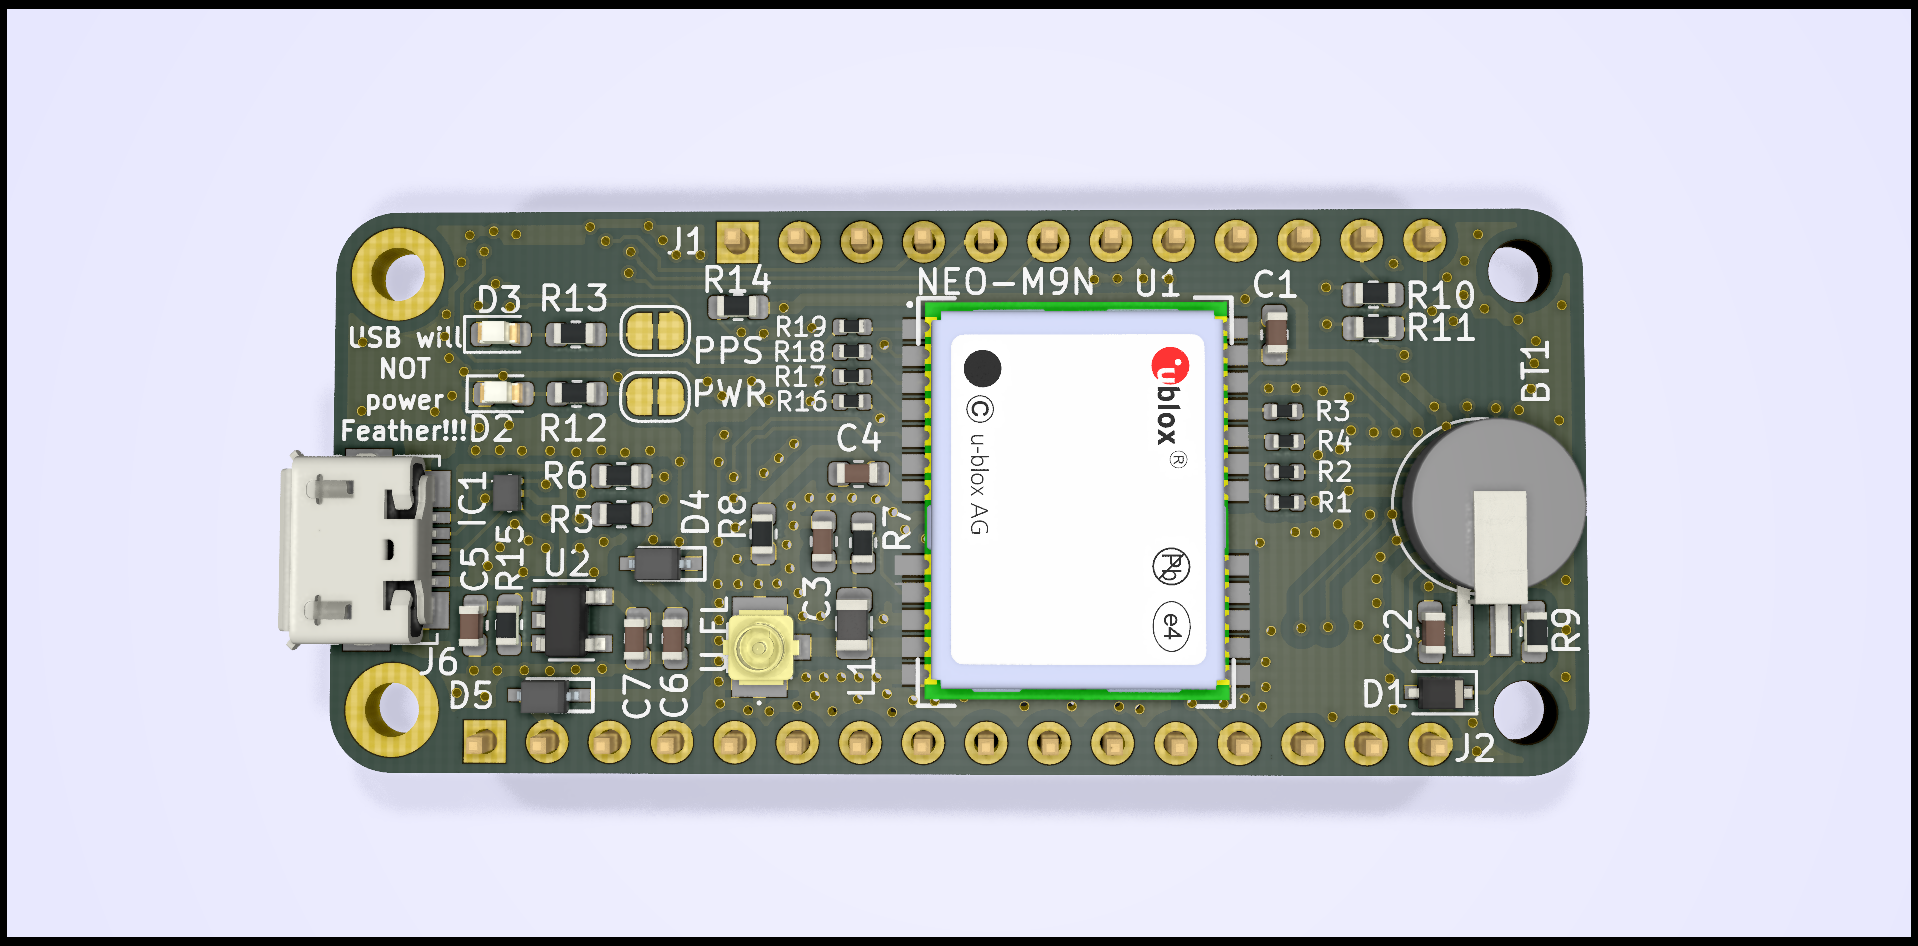 J1
R14
NEO-M9N U1
C1
D3 R13
R10
R11
USB will
NOT
power
Feather!!!
PPS
PWR
R19
R18
R17
R16
D2 R12
C4
BT1
R3
R4
R2
R1
ublox ®
© u-blox AG
Pb
e4
IC1
R6
R5
D4
R8
R7
C5
R15
U2
C3
U.FL
L1
J6
D5
C7
C6
C2
R9
D1
J2